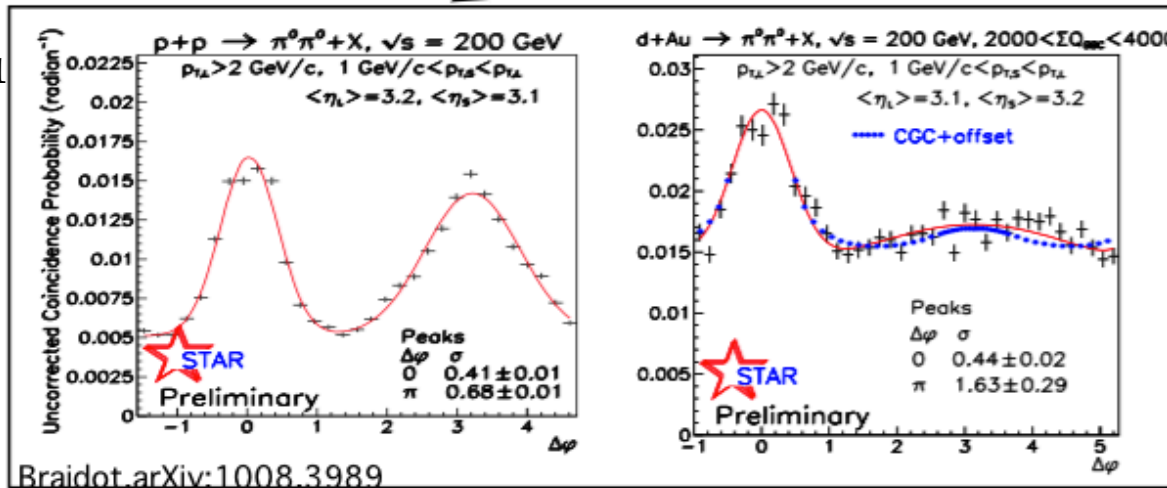 p+p → π⁰π⁰+X, √s = 200 GeV
p_T,L>2 GeV/c, 1 GeV/c<p_T,S<p_T,L
<η_L>=3.2, <η_S>=3.1
Uncorrected Coincidence Probability (radian⁻¹)
0.0225
0.02
0.0175
0.015
0.0125
0.01
0.0075
0.005
0.0025
0
Peaks
Δφ σ
0 0.41±0.01
π 0.68±0.01
STAR
Preliminary
-1 0 1 2 3 4
Δφ
d+Au → π⁰π⁰+X, √s = 200 GeV, 2000<ΣQ_BBC<4000
p_T,L>2 GeV/c, 1 GeV/c<p_T,S<p_T,L
<η_L>=3.1, <η_S>=3.2
CGC+offset
0.03
0.025
0.02
0.015
0.01
0.005
0
Peaks
Δφ σ
0 0.44±0.02
π 1.63±0.29
STAR
Preliminary
-1 0 1 2 3 4 5
Δφ
Braidot,arXiv:1008.3989